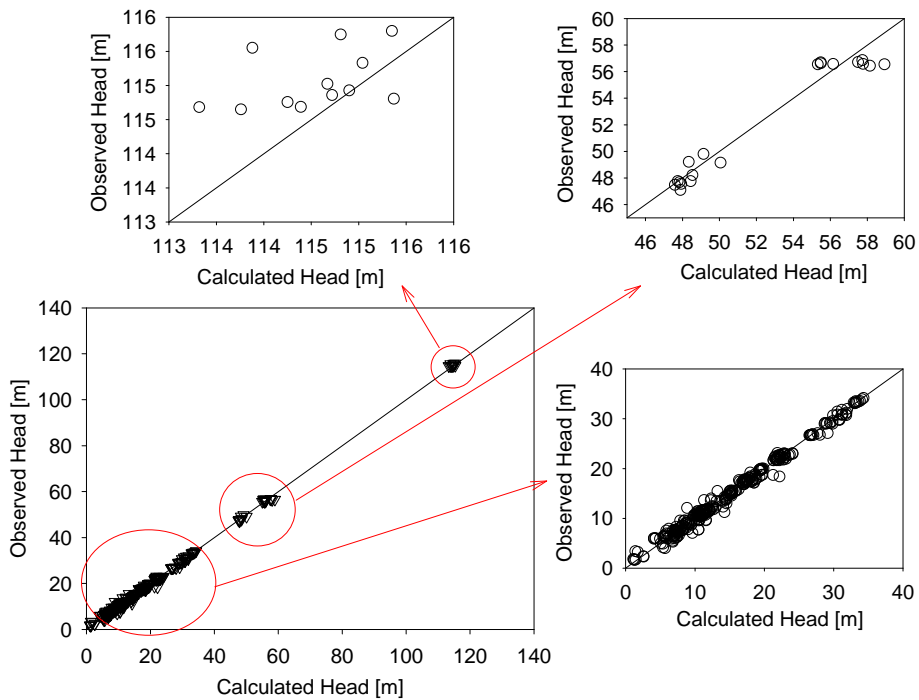 116
116
115
115
114
114
113
113 114 114 115 115 116 116
Observed Head [m]
Calculated Head [m]
60
58
56
54
52
50
48
46
46 48 50 52 54 56 58 60
Observed Head [m]
Calculated Head [m]
140
120
100
80
60
40
20
0
0 20 40 60 80 100 120 140
Observed Head [m]
Calculated Head [m]
40
30
20
10
0
0 10 20 30 40
Observed Head [m]
Calculated Head [m]